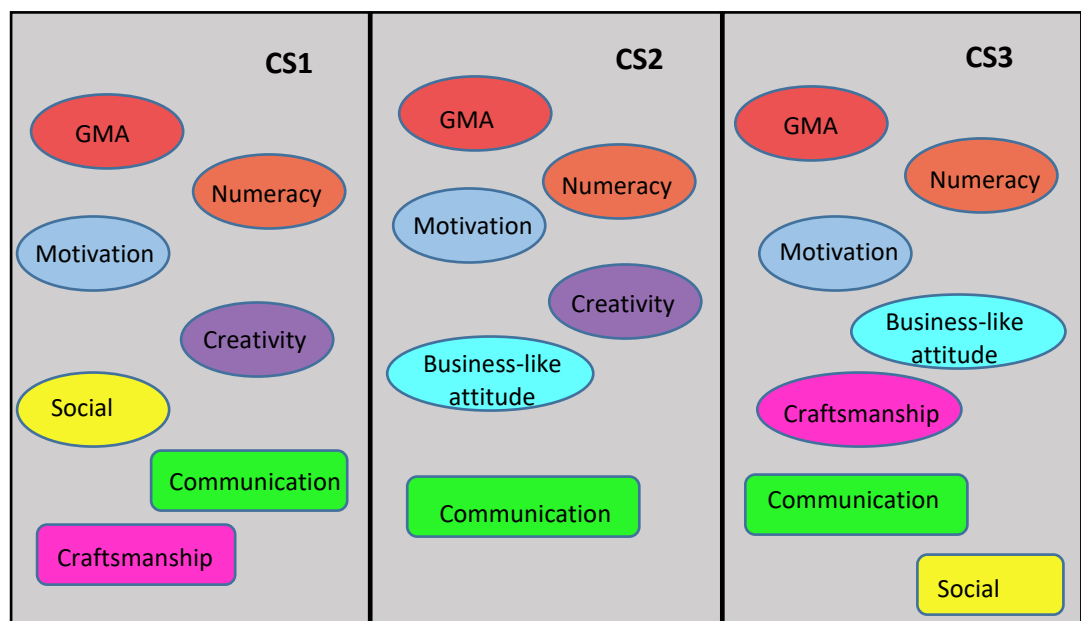 CS1
GMA
Numeracy
Motivation
Creativity
Social
Communication
Craftsmanship
CS2
GMA
Numeracy
Motivation
Creativity
Business-like
attitude
Communication
CS3
GMA
Numeracy
Motivation
Business-like
attitude
Craftsmanship
Communication
Social